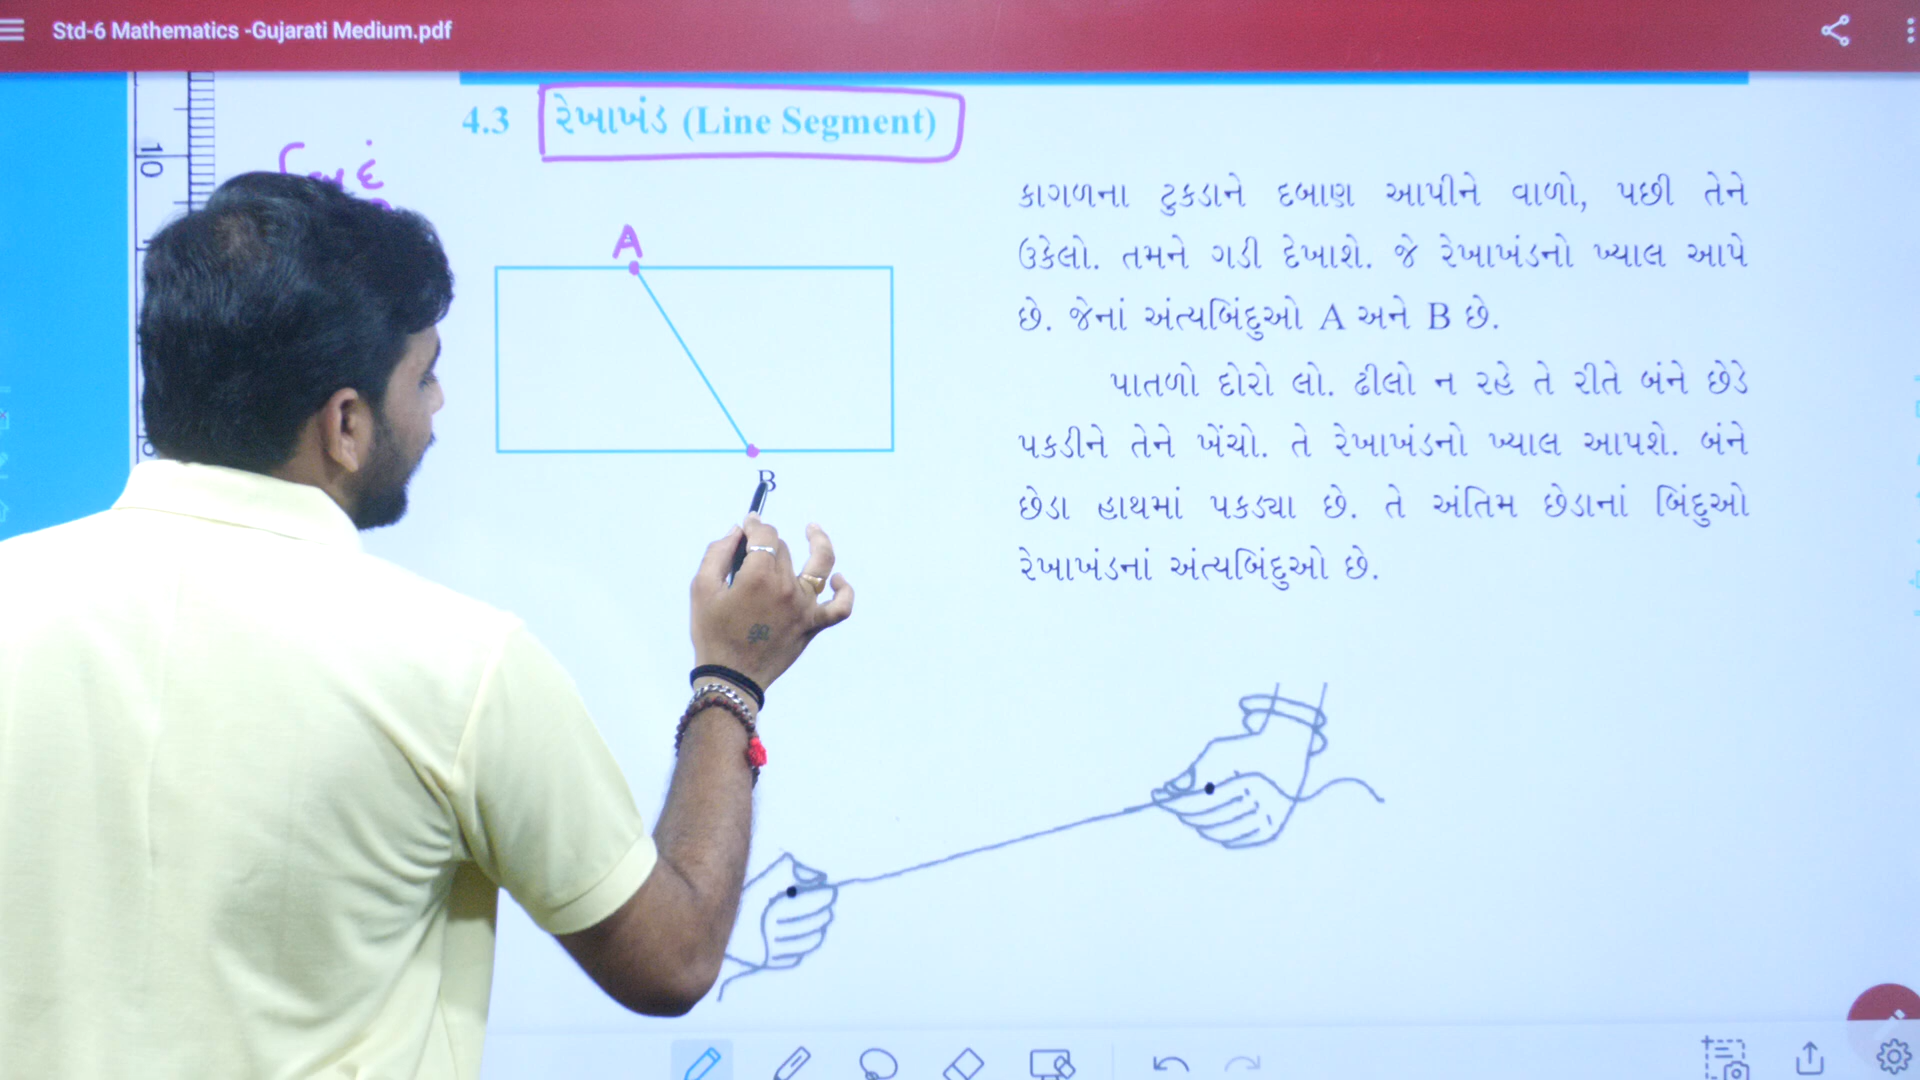 Std-6 Mathematics -Gujarati Medium.pdf
4.3 રેખાખંડ (Line Segment)
10
A
B
કાગળના ટુકડાને દબાણ આપીને વાળો, પછી તેને
ઉકેલો. તમને ગડી દેખાશે. જે રેખાખંડનો ખ્યાલ આપે
છે. જેનાં અંત્યબિંદુઓ A અને B છે.
પાતળો દોરો લો. ઢીલો ન રહે તે રીતે બંને છેડે
પકડીને તેને ખેંચો. તે રેખાખંડનો ખ્યાલ આપશે. બંને
છેડા હાથમાં પકડ્યા છે. તે અંતિમ છેડાનાં બિંદુઓ
રેખાખંડનાં અંત્યબિંદુઓ છે.